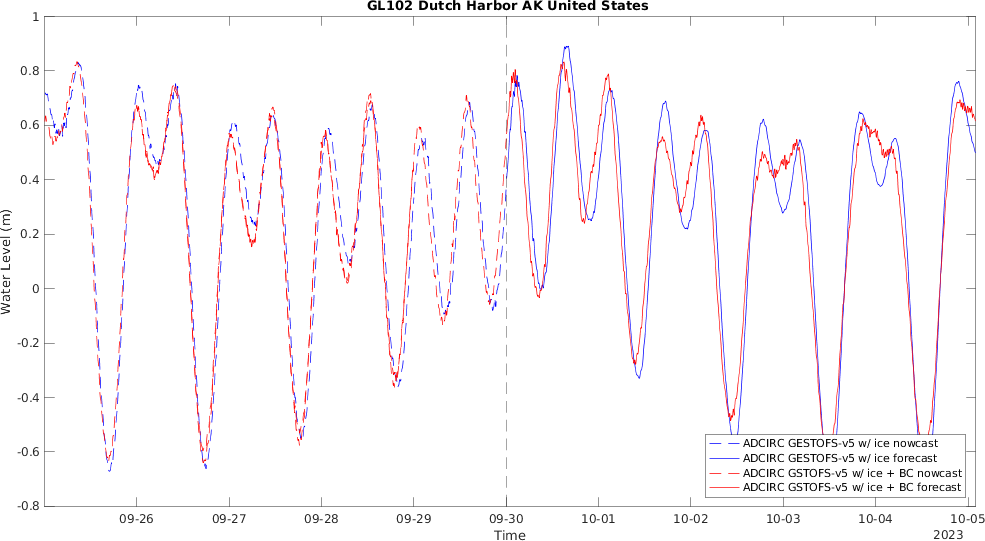 GL102 Dutch Harbor AK United States
1
0.8
0.6
0.4
0.2
0
-0.2
-0.4
-0.6
-0.8
Water Level (m)
ADCIRC GESTOFS-v5 w/ ice nowcast
ADCIRC GESTOFS-v5 w/ ice forecast
ADCIRC GSTOFS-v5 w/ ice + BC nowcast
ADCIRC GSTOFS-v5 w/ ice + BC forecast
09-26 09-27 09-28 09-29 09-30 10-01 10-02 10-03 10-04 10-05
Time
2023